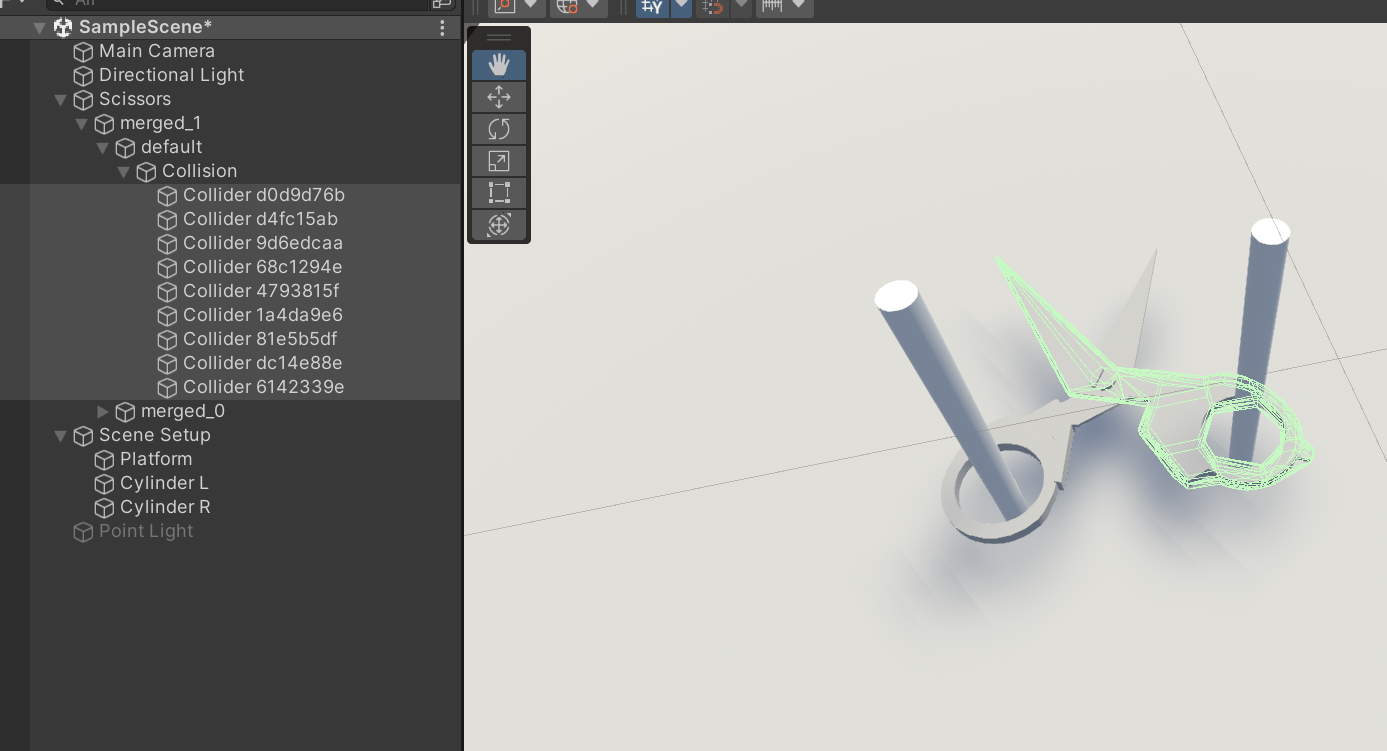 All
SampleScene*
Main Camera
Directional Light
Scissors
merged_1
default
Collision
Collider d0d9d76b
Collider d4fc15ab
Collider 9d6edcaa
Collider 68c1294e
Collider 4793815f
Collider 1a4da9e6
Collider 81e5b5df
Collider dc14e88e
Collider 6142339e
merged_0
Scene Setup
Platform
Cylinder L
Cylinder R
Point Light